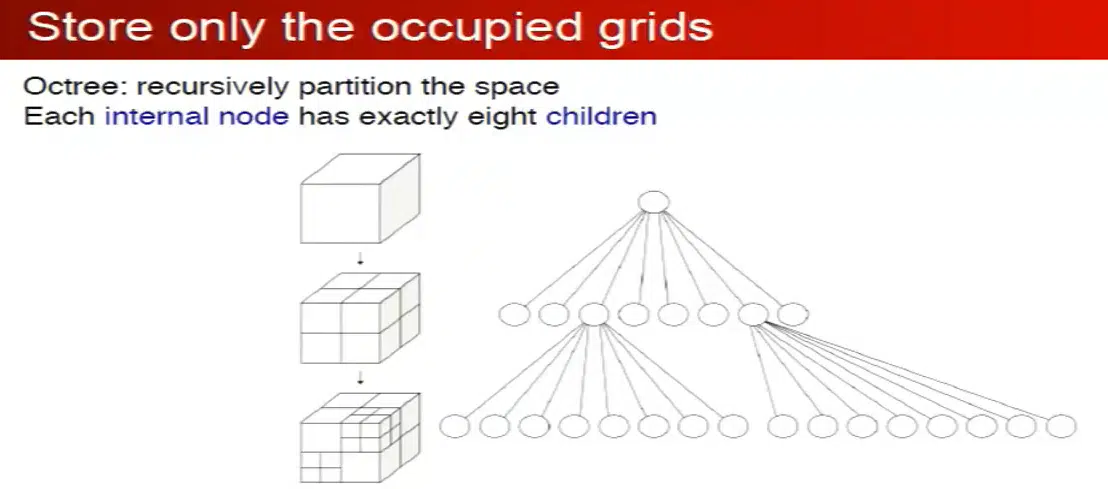 Store only the occupied grids
Octree: recursively partition the space
Each internal node has exactly eight children